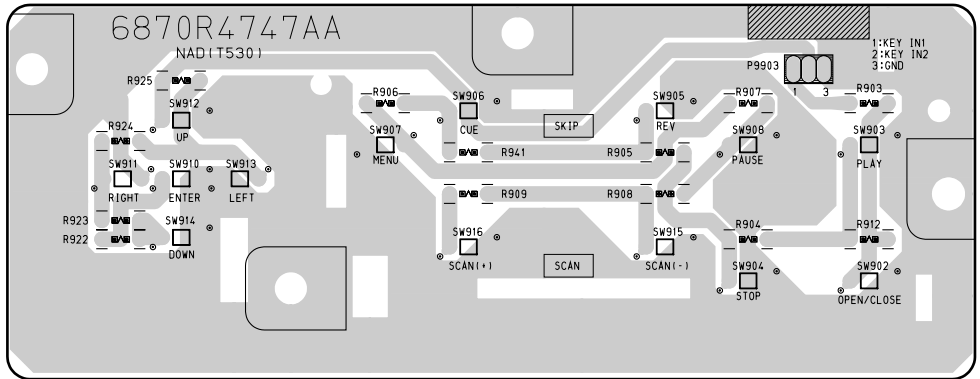 6870R4747AA
NAD(T530)
1:KEY IN1
2:KEY IN2
3:GND
P9903
1 3
R925
SW912
UP
R906
SW906
CUE
SW905
REV
R907
R903
SKIP
R924
SW907
MENU
SW908
PAUSE
SW903
PLAY
R941
R905
SW911
RIGHT
SW910
ENTER
SW913
LEFT
R909
R908
R923
R922
SW914
DOWN
SW916
SCAN(+)
SCAN
SW915
SCAN(-)
R904
R912
SW904
STOP
SW902
OPEN/CLOSE